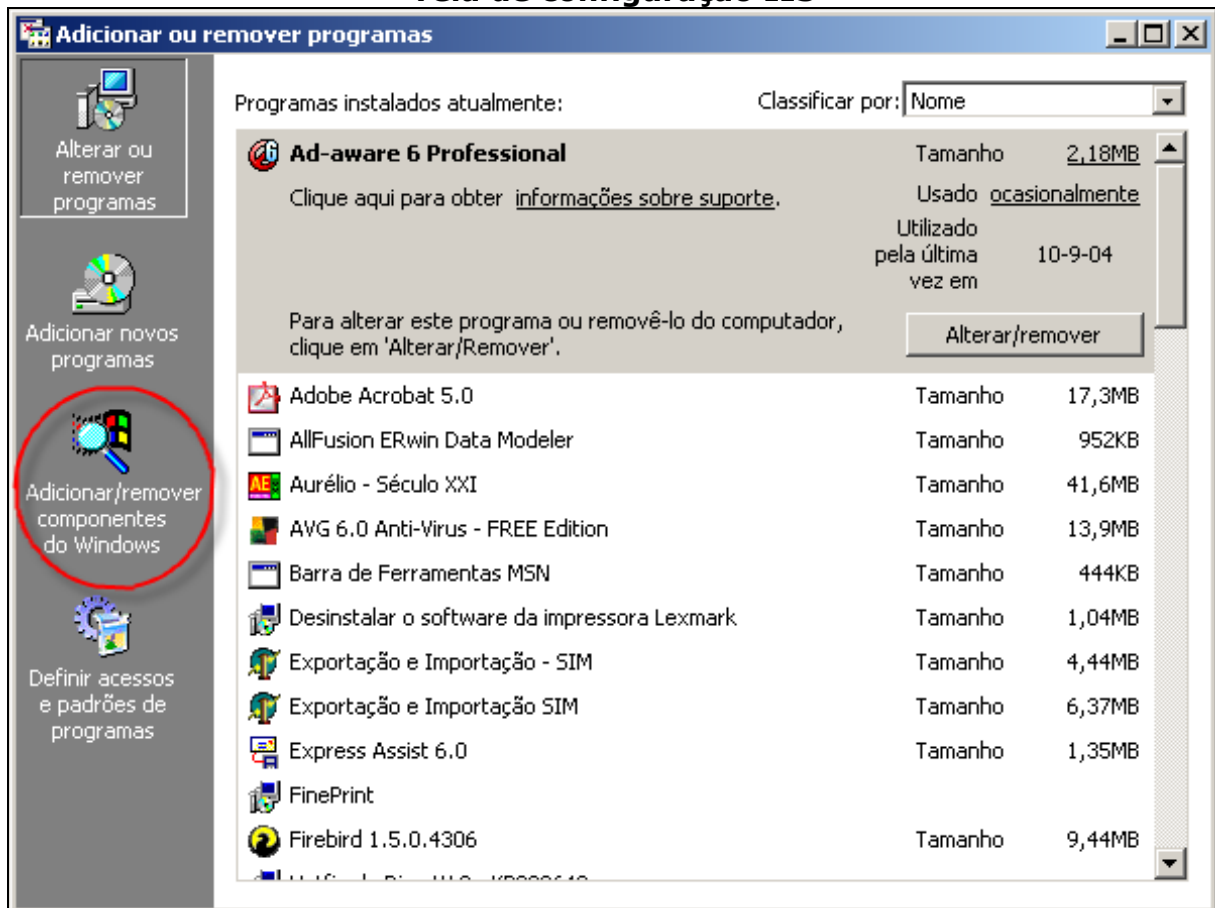 Tela de Configuração IIS
Adicionar ou remover programas
Alterar ou
remover
programas
Adicionar novos
programas
Adicionar/remover
componentes
do Windows
Definir acessos
e padrões de
programas
Programas instalados atualmente:
Classificar por: Nome
Ad-aware 6 Professional Tamanho 2,18MB
Clique aqui para obter informações sobre suporte. Usado ocasionalmente
Utilizado
pela última 10-9-04
vez em
Para alterar este programa ou removê-lo do computador,
clique em 'Alterar/Remover'.
Alterar/remover
Adobe Acrobat 5.0 Tamanho 17,3MB
AllFusion ERwin Data Modeler Tamanho 952KB
Aurélio - Século XXI Tamanho 41,6MB
AVG 6.0 Anti-Virus - FREE Edition Tamanho 13,9MB
Barra de Ferramentas MSN Tamanho 444KB
Desinstalar o software da impressora Lexmark Tamanho 1,04MB
Exportação e Importação - SIM Tamanho 4,44MB
Exportação e Importação SIM Tamanho 6,37MB
Express Assist 6.0 Tamanho 1,35MB
FinePrint
Firebird 1.5.0.4306 Tamanho 9,44MB